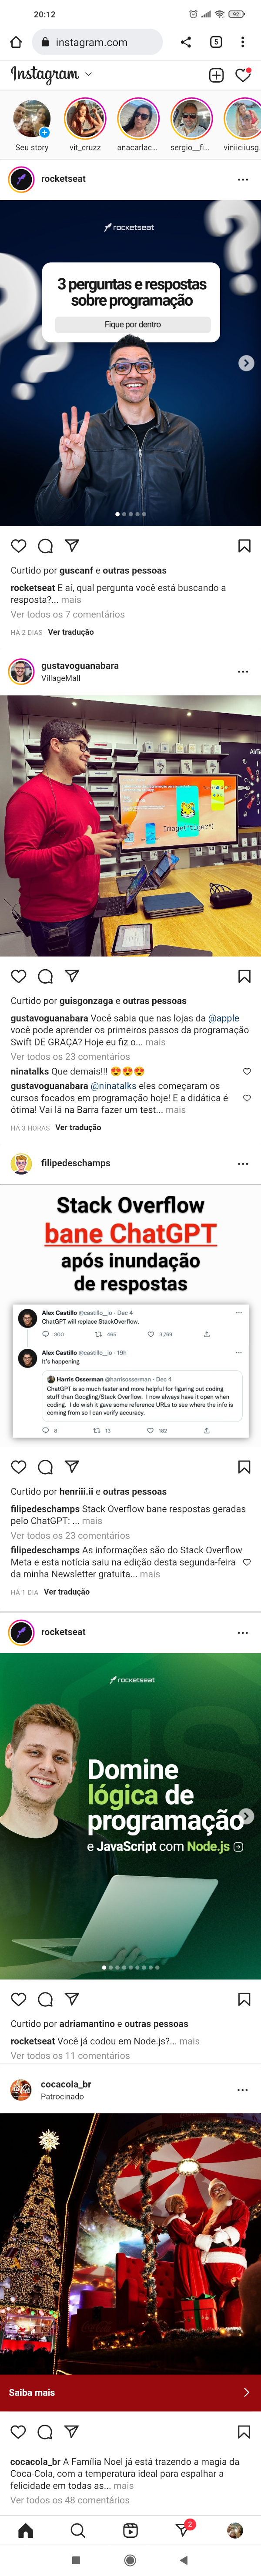 20:12
92
instagram.com
5
Instagram
Seu story
vit_cruzz
anacarlac...
sergio__fi...
viniciiusg.
rocketseat
rocketseat
3 perguntas e respostas
sobre programação
Fique por dentro
Curtido por guscanf e outras pessoas
rocketseat E aí, qual pergunta você está buscando a
resposta?... mais
Ver todos os 7 comentários
HÁ 2 DIAS Ver tradução
gustavoguanabara
VillageMall
AirTa
Image("tiger")
Curtido por guisgonzaga e outras pessoas
gustavoguanabara Você sabia que nas lojas da @apple
você pode aprender os primeiros passos da programação
Swift DE GRAÇA? Hoje eu fiz o... mais
Ver todos os 23 comentários
ninatalks Que demais!!! 😍😍😍
gustavoguanabara @ninatalks eles começaram os
cursos focados em programação hoje! E a didática é
ótima! Vai lá na Barra fazer um test... mais
HÁ 3 HORAS Ver tradução
filipedeschamps
Stack Overflow
bane ChatGPT
após inundação
de respostas
Alex Castillo @castillo__io · Dec 4
ChatGPT will replace StackOverflow.
300
465
3,769
Alex Castillo @castillo__io · 19h
It's happening
Harris Osserman @harrisosserman · Dec 4
ChatGPT is so much faster and more helpful for figuring out coding
stuff than Googling/Stack Overflow. I now always have it open when
coding. I do wish it gave some reference URLs to see where the info is
coming from so I can verify accuracy.
8
13
182
Curtido por henriii.ii e outras pessoas
filipedeschamps Stack Overflow bane respostas geradas
pelo ChatGPT: ... mais
Ver todos os 23 comentários
filipedeschamps As informações são do Stack Overflow
Meta e esta notícia saiu na edição desta segunda-feira
da minha Newsletter gratuita... mais
HÁ 1 DIA Ver tradução
rocketseat
rocketseat
Domine
lógica de
programação
e JavaScript com Node.js
Curtido por adriamantino e outras pessoas
rocketseat Você já codou em Node.js?... mais
Ver todos os 11 comentários
cocacola_br
Patrocinado
Saiba mais
cocacola_br A Família Noel já está trazendo a magia da
Coca-Cola, com a temperatura ideal para espalhar a
felicidade em todas as... mais
Ver todos os 48 comentários
2